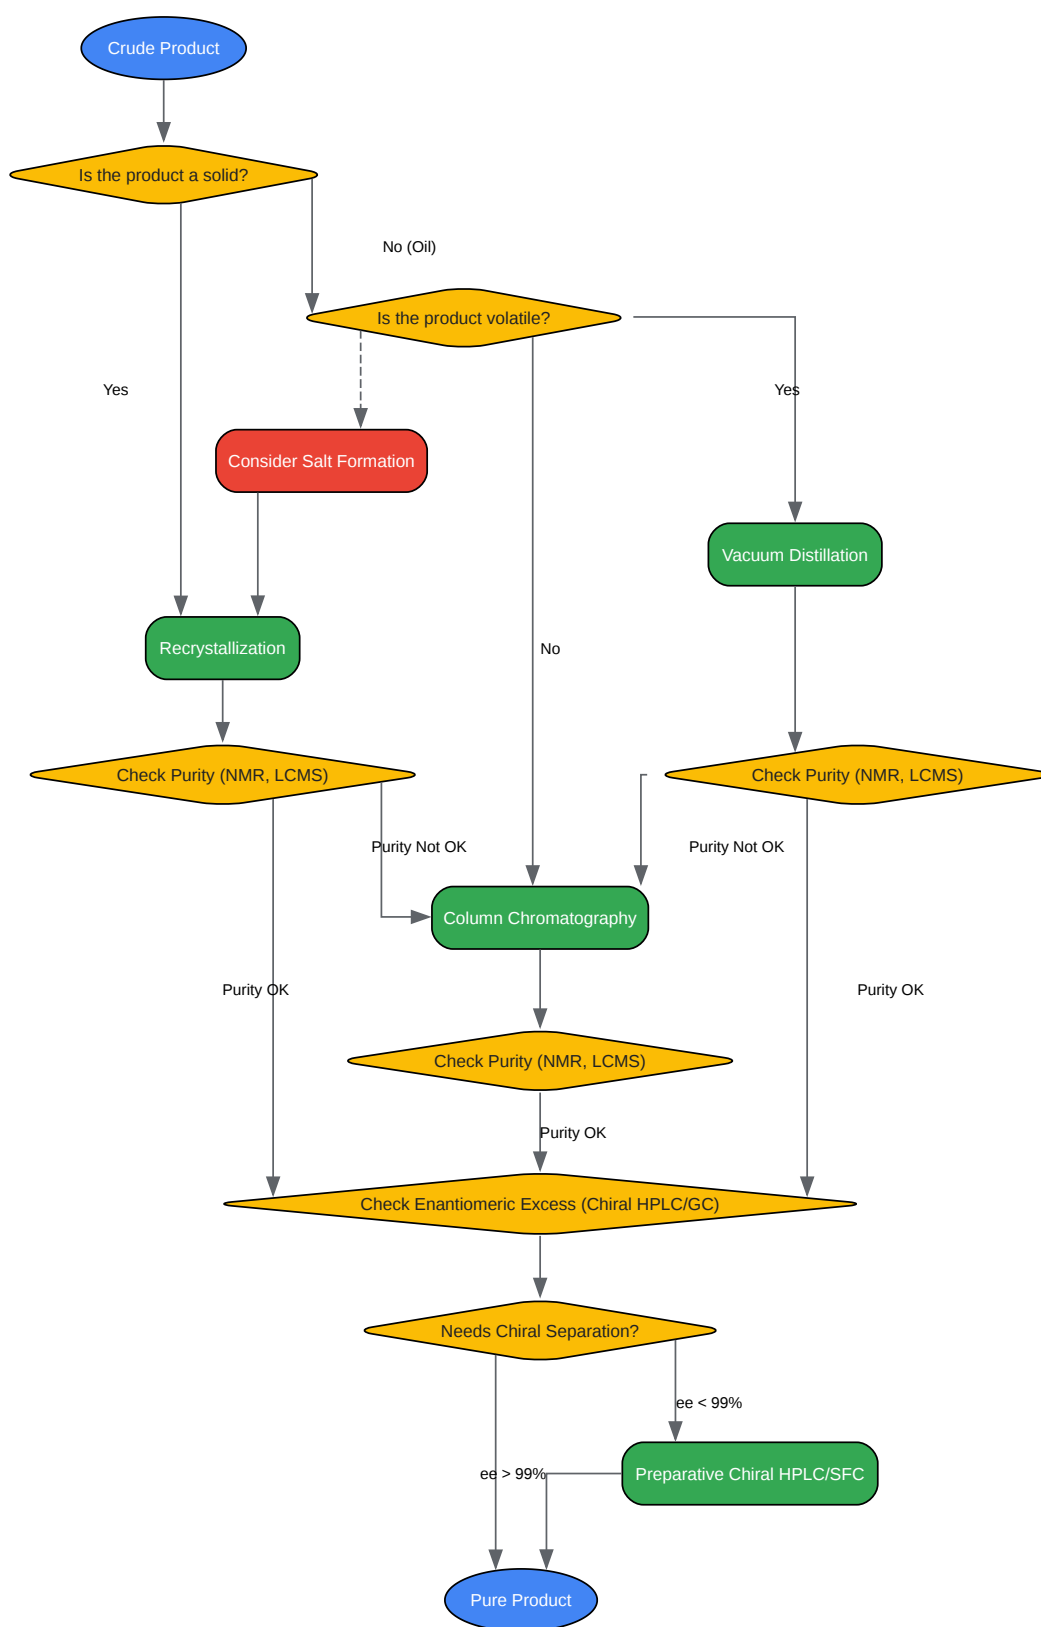 Crude Product
Is the product a solid?
No (Oil)
Is the product volatile?
Yes
Yes
Consider Salt Formation
Vacuum Distillation
Recrystallization
No
Check Purity (NMR, LCMS)
Check Purity (NMR, LCMS)
Purity Not OK
Purity Not OK
Column Chromatography
Purity OK
Purity OK
Check Purity (NMR, LCMS)
Purity OK
Check Enantiomeric Excess (Chiral HPLC/GC)
Needs Chiral Separation?
ee < 99%
ee > 99%
Preparative Chiral HPLC/SFC
Pure Product